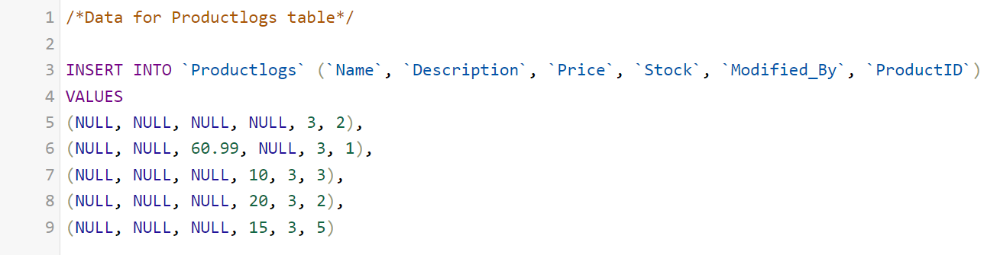 1 /*Data for Productlogs table*/
2
3 INSERT INTO `Productlogs` (`Name`, `Description`, `Price`, `Stock`, `Modified_By`, `ProductID`)
4 VALUES
5 (NULL, NULL, NULL, NULL, 3, 2),
6 (NULL, NULL, 60.99, NULL, 3, 1),
7 (NULL, NULL, NULL, 10, 3, 3),
8 (NULL, NULL, NULL, 20, 3, 2),
9 (NULL, NULL, NULL, 15, 3, 5)